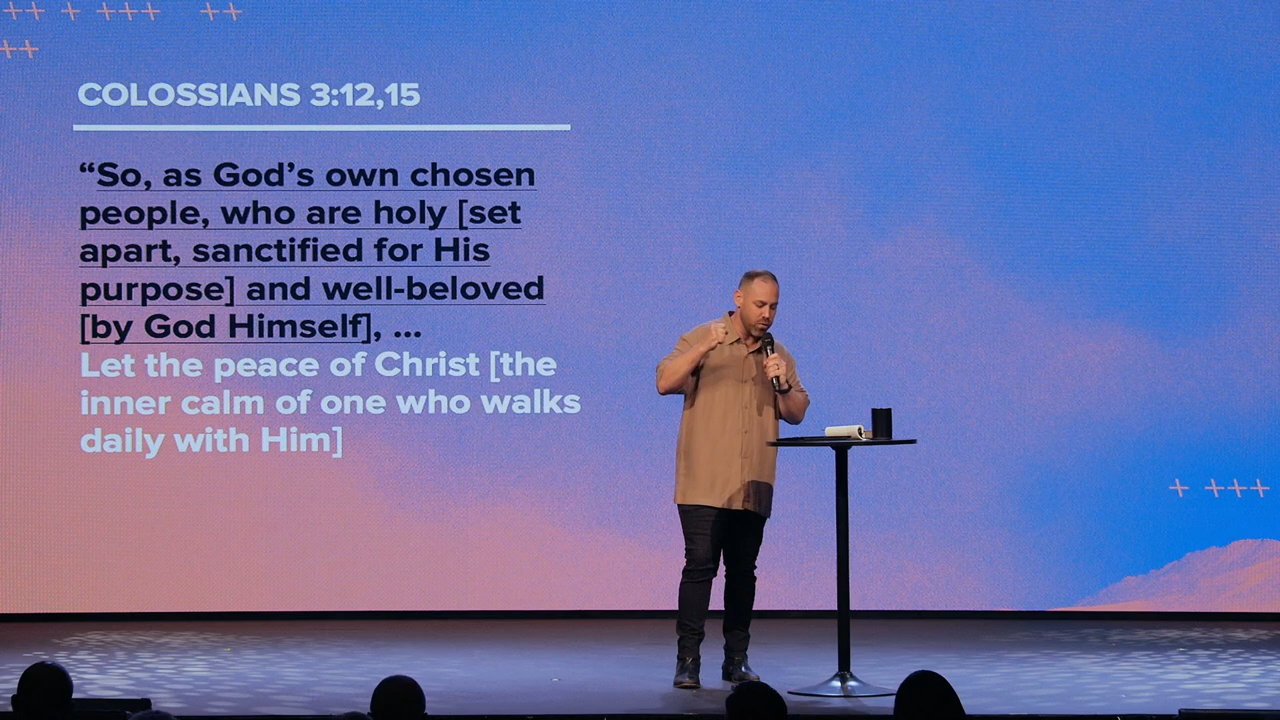 COLOSSIANS 3:12,15
“So, as God’s own chosen
people, who are holy [set
apart, sanctified for His
purpose] and well-beloved
[by God Himself], ...
Let the peace of Christ [the
inner calm of one who walks
daily with Him]